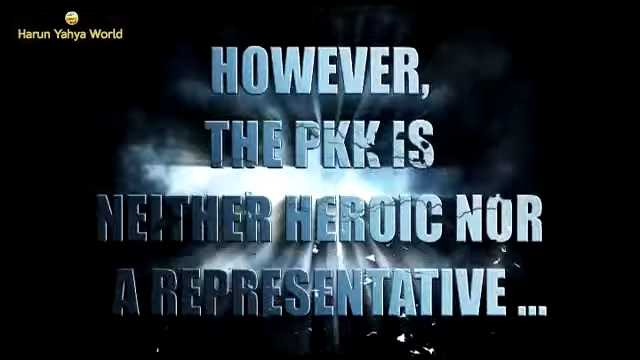 Harun Yahya World
HOWEVER,
THE PKK IS
NEITHER HEROIC NOR
A REPRESENTATIVE ...